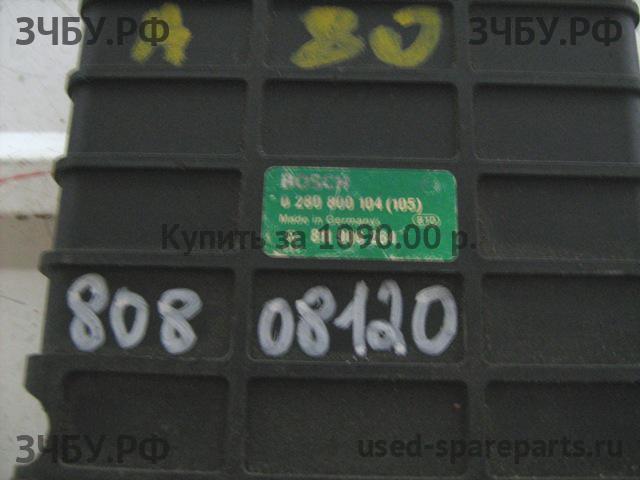 ЗЧБУ.РФ ЗЧБУ.РФ
A 80
BOSCH
0 280 800 104 (105)
Made in Germany B10
Купить за 1090.00 р.
808 08120
ЗЧБУ.РФ used-spareparts.ru